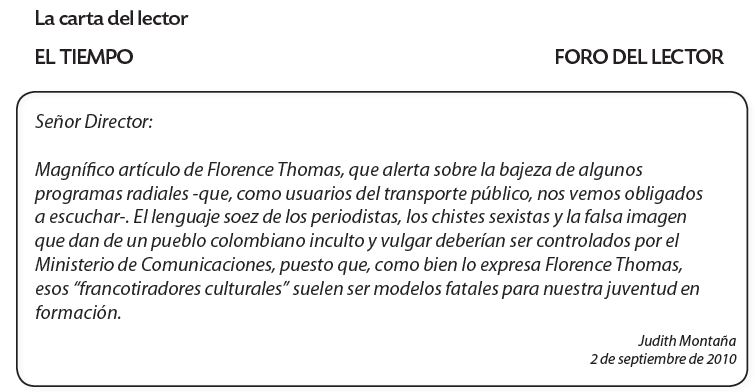 La carta del lector
EL TIEMPO FORO DEL LECTOR
Señor Director:
Magnífico artículo de Florence Thomas, que alerta sobre la bajeza de algunos
programas radiales -que, como usuarios del transporte público, nos vemos obligados
a escuchar-. El lenguaje soez de los periodistas, los chistes sexistas y la falsa imagen
que dan de un pueblo colombiano inculto y vulgar deberían ser controlados por el
Ministerio de Comunicaciones, puesto que, como bien lo expresa Florence Thomas,
esos “francotiradores culturales” suelen ser modelos fatales para nuestra juventud en
formación.
Judith Montaña
2 de septiembre de 2010